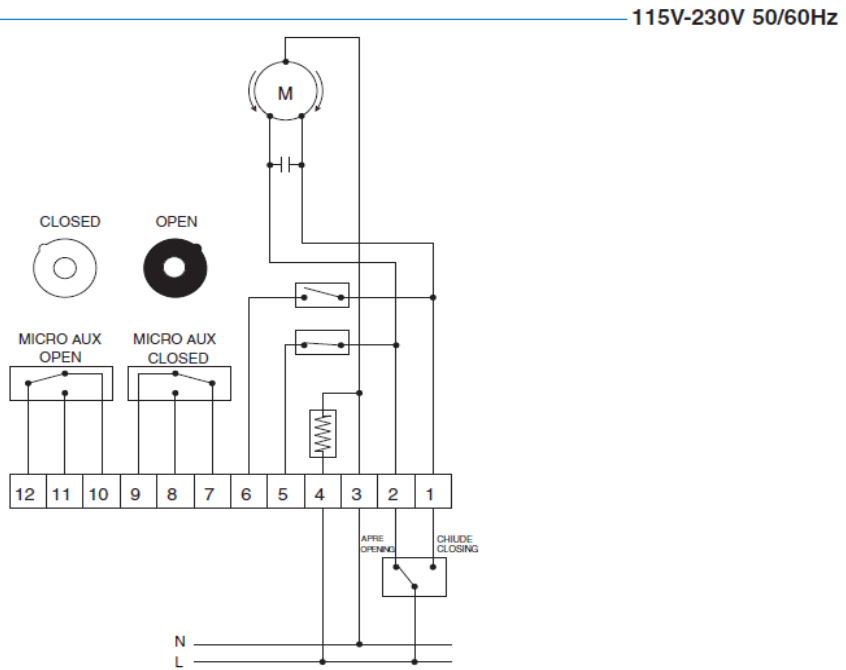 115V-230V 50/60Hz
M
CLOSED OPEN
MICRO AUX OPEN
MICRO AUX CLOSED
12 11 10 9 8 7 6 5 4 3 2 1
APRE OPENING
CHIUDE CLOSING
N
L